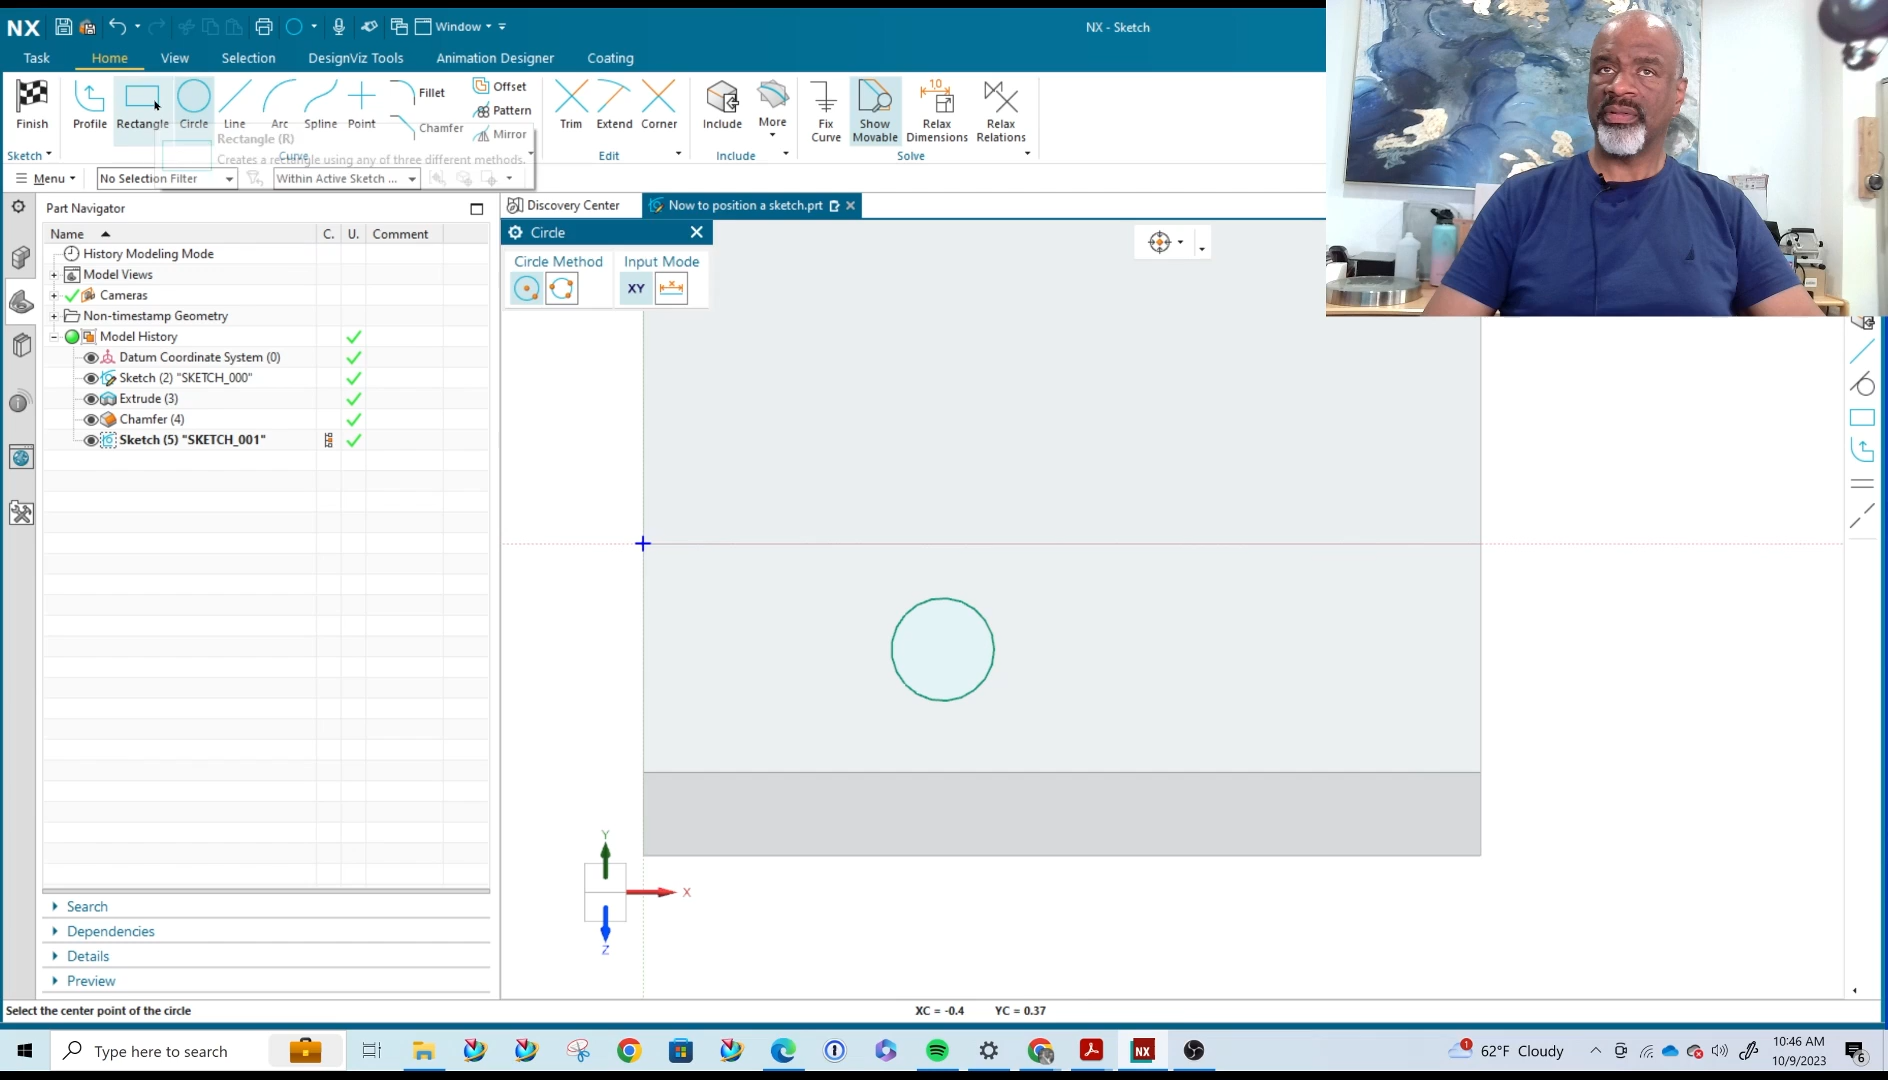 NX
Window
NX - Sketch
Task
Home
View
Selection
DesignViz Tools
Animation Designer
Coating
Finish
Profile
Rectangle
Circle
Line
Arc
Spline
Point
Fillet
Chamfer
Offset
Pattern
Mirror
Trim
Extend
Corner
Include
More
Fix
Curve
Show
Movable
Relax
Dimensions
Relax
Relations
Sketch
Curve
Edit
Include
Solve
Rectangle (R)
Creates a rectangle using any of three different methods.
Menu
No Selection Filter
Within Active Sketch ...
Part Navigator
Discovery Center
Now to position a sketch.prt
Name
C.
U.
Comment
History Modeling Mode
Model Views
Cameras
Non-timestamp Geometry
Model History
Datum Coordinate System (0)
Sketch (2) "SKETCH_000"
Extrude (3)
Chamfer (4)
Sketch (5) "SKETCH_001"
Circle
Circle Method
Input Mode
XY
Y
X
Z
Search
Dependencies
Details
Preview
Select the center point of the circle
XC = -0.4
YC = 0.37
Type here to search
NX
1
62°F Cloudy
10:46 AM
10/9/2023
6